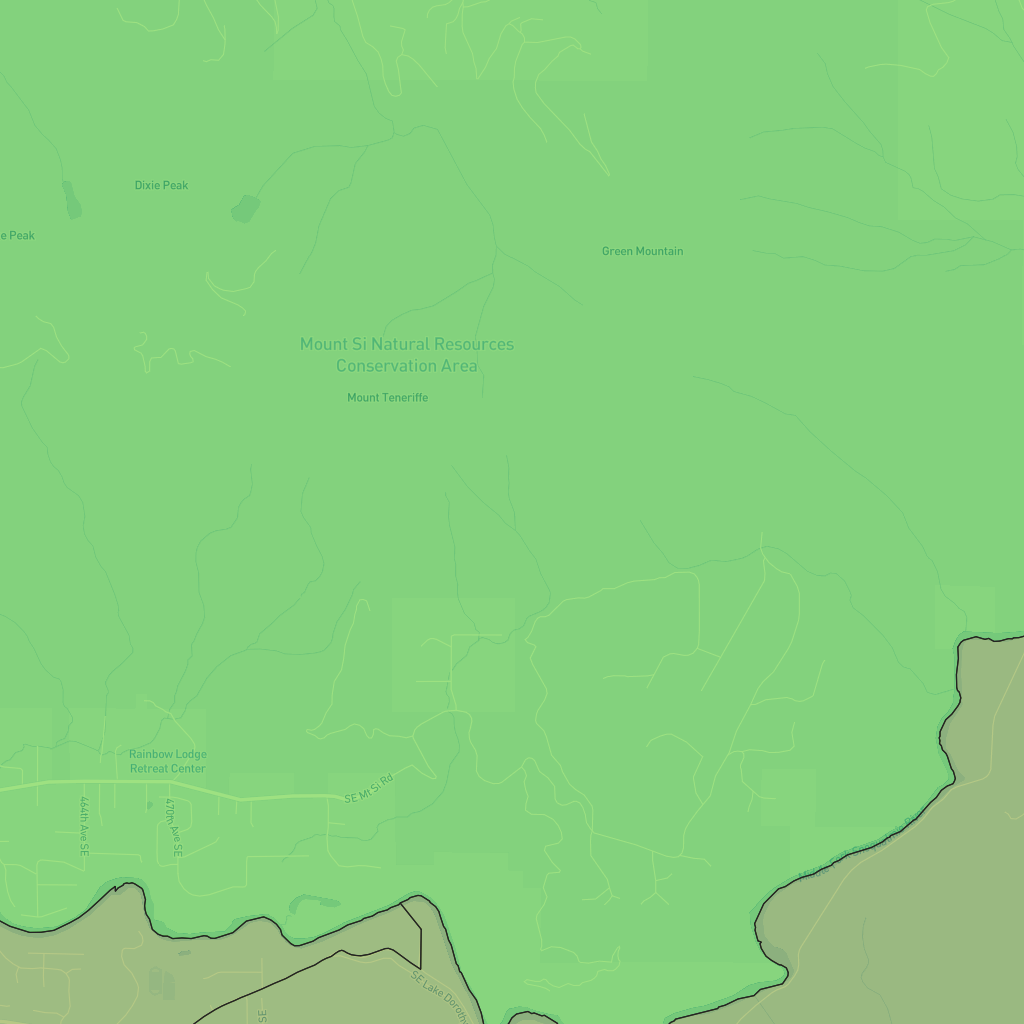 Dixie Peak
e Peak
Green Mountain
Mount Si Natural Resources
Conservation Area
Mount Teneriffe
Rainbow Lodge
Retreat Center
SE Mt Si Rd
464th Ave SE
470th Ave SE
SE Lake Dorothy
SE